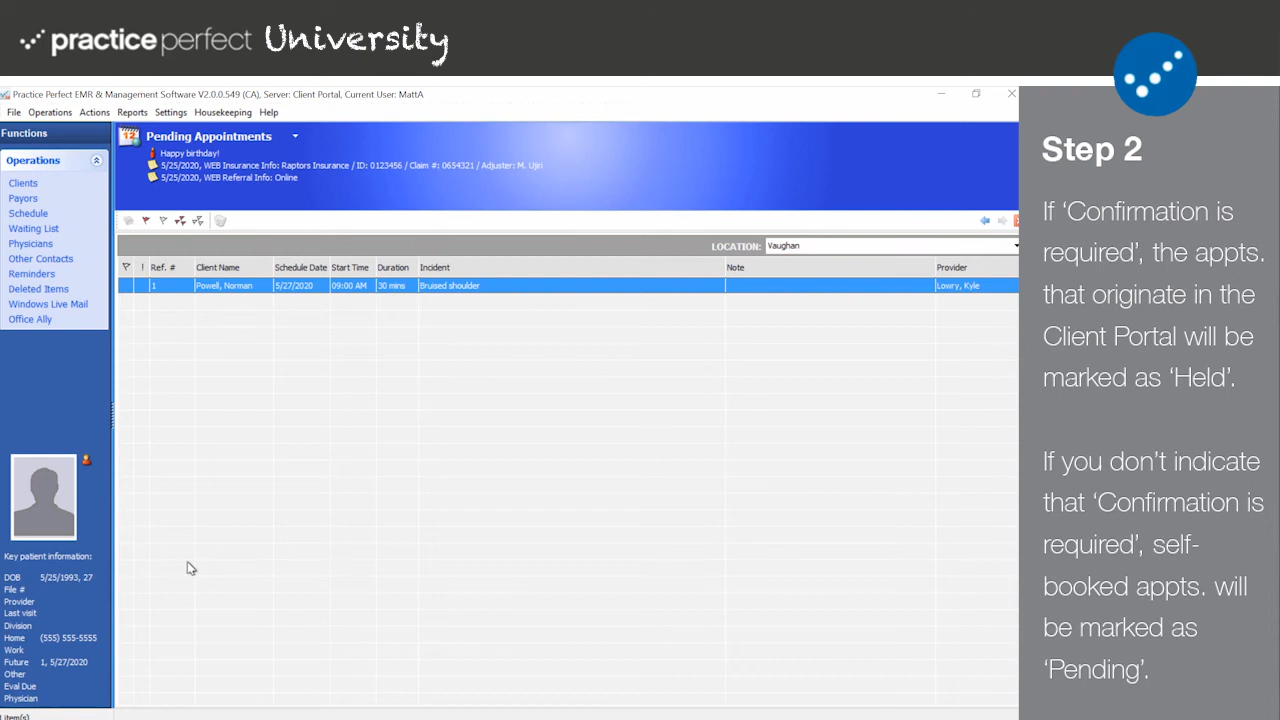 practice perfect University
Practice Perfect EMR & Management Software V2.0.0.549 (CA), Server: Client Portal, Current User: MattA
File Operations Actions Reports Settings Housekeeping Help
Functions
Operations
Clients
Payors
Schedule
Waiting List
Physicians
Other Contacts
Reminders
Deleted Items
Windows Live Mail
Office Ally
Key patient information:
DOB 5/25/1993, 27
File #
Provider
Last visit
Division
Home (555) 555-5555
Work
Future 1, 5/27/2020
Other
Eval Due
Physician
1 item(s)
12 Pending Appointments
Happy birthday!
5/25/2020, WEB Insurance Info: Raptors Insurance / ID: 0123456 / Claim #: 0654321 / Adjuster: M. Ujri
5/25/2020, WEB Referral Info: Online
LOCATION: Vaughan
! Ref. # Client Name Schedule Date Start Time Duration Incident Note Provider
1 Powell, Norman 5/27/2020 09:00 AM 30 mins Bruised shoulder Lowry, Kyle
Step 2
If ‘Confirmation is
required’, the appts.
that originate in the
Client Portal will be
marked as ‘Held’.
If you don’t indicate
that ‘Confirmation is
required’, self-
booked appts. will
be marked as
‘Pending’.